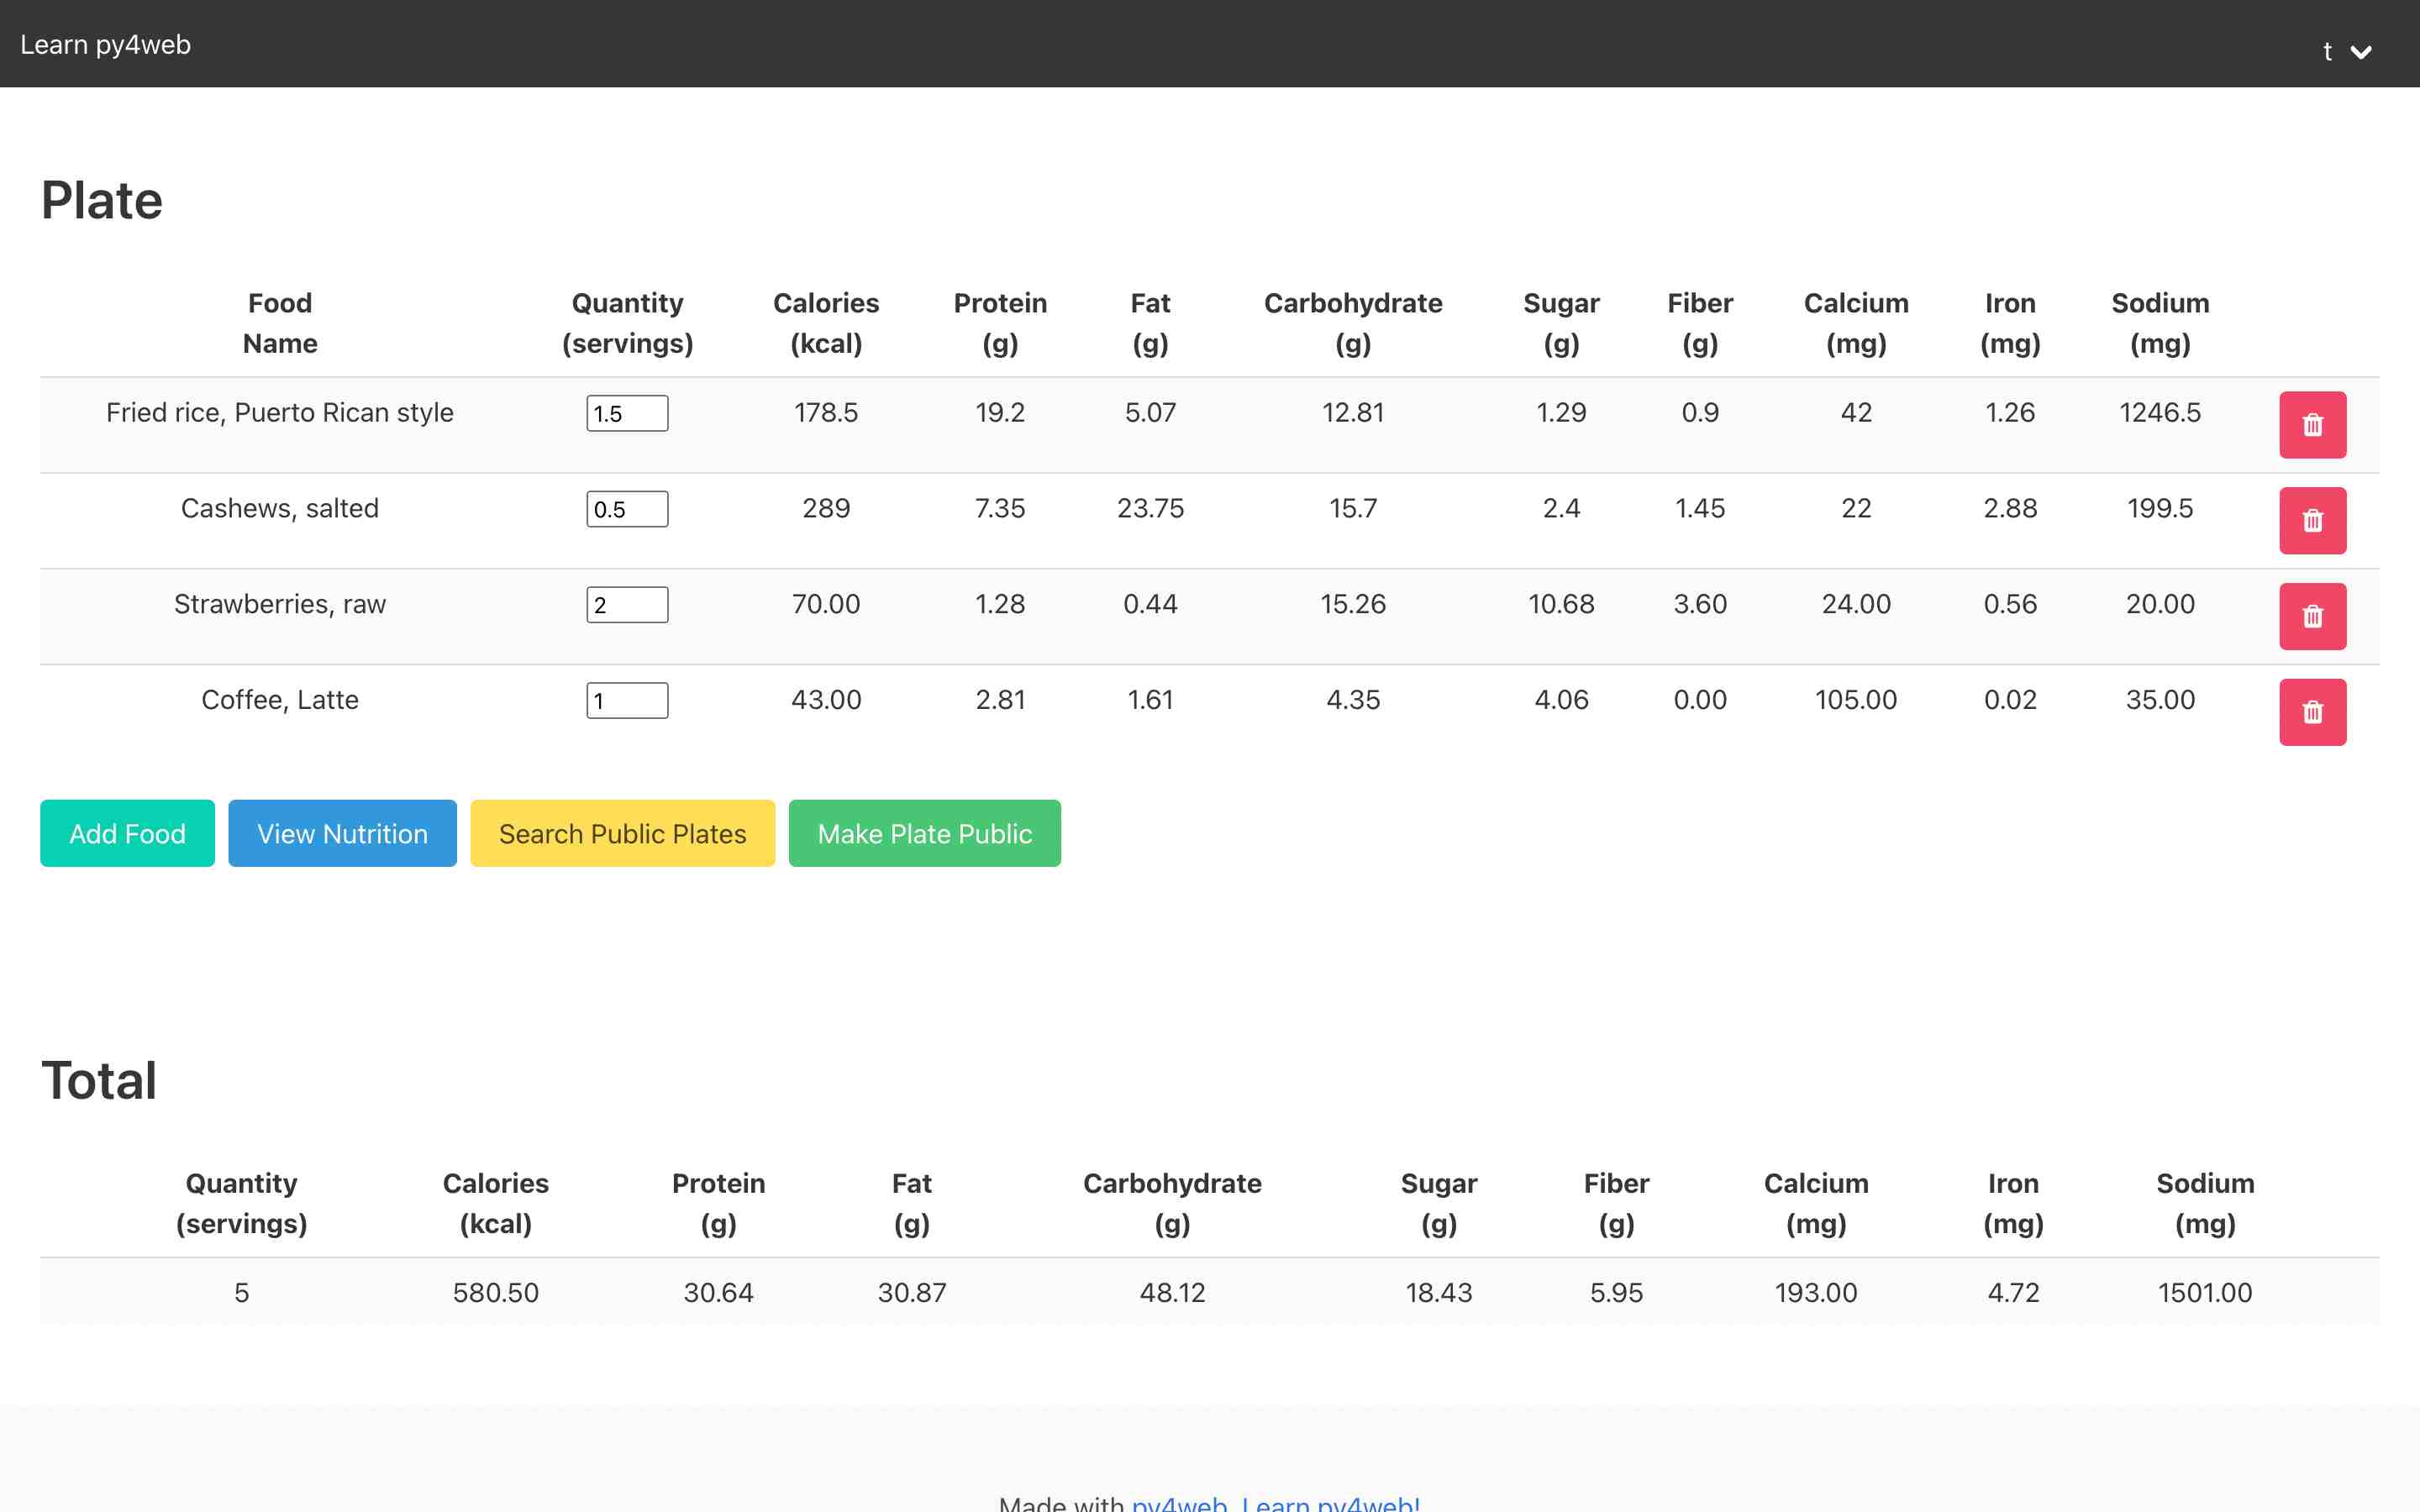 Learn py4web
t
Plate
Food Name Quantity (servings) Calories (kcal) Protein (g) Fat (g) Carbohydrate (g) Sugar (g) Fiber (g) Calcium (mg) Iron (mg) Sodium (mg)
Fried rice, Puerto Rican style 1.5 178.5 19.2 5.07 12.81 1.29 0.9 42 1.26 1246.5
Cashews, salted 0.5 289 7.35 23.75 15.7 2.4 1.45 22 2.88 199.5
Strawberries, raw 2 70.00 1.28 0.44 15.26 10.68 3.60 24.00 0.56 20.00
Coffee, Latte 1 43.00 2.81 1.61 4.35 4.06 0.00 105.00 0.02 35.00
Add Food View Nutrition Search Public Plates Make Plate Public
Total
Quantity (servings) Calories (kcal) Protein (g) Fat (g) Carbohydrate (g) Sugar (g) Fiber (g) Calcium (mg) Iron (mg) Sodium (mg)
5 580.50 30.64 30.87 48.12 18.43 5.95 193.00 4.72 1501.00
Made with py4web. Learn py4web!